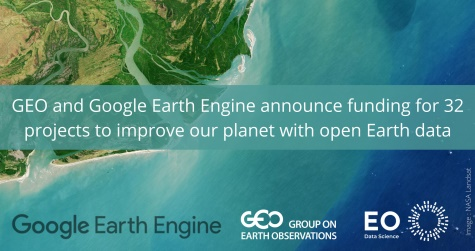 GEO and Google Earth Engine announce funding for 32
projects to improve our planet with open Earth data
Google Earth Engine
GEO GROUP ON
EARTH OBSERVATIONS
EO
Data Science
Image: NASA Landsat